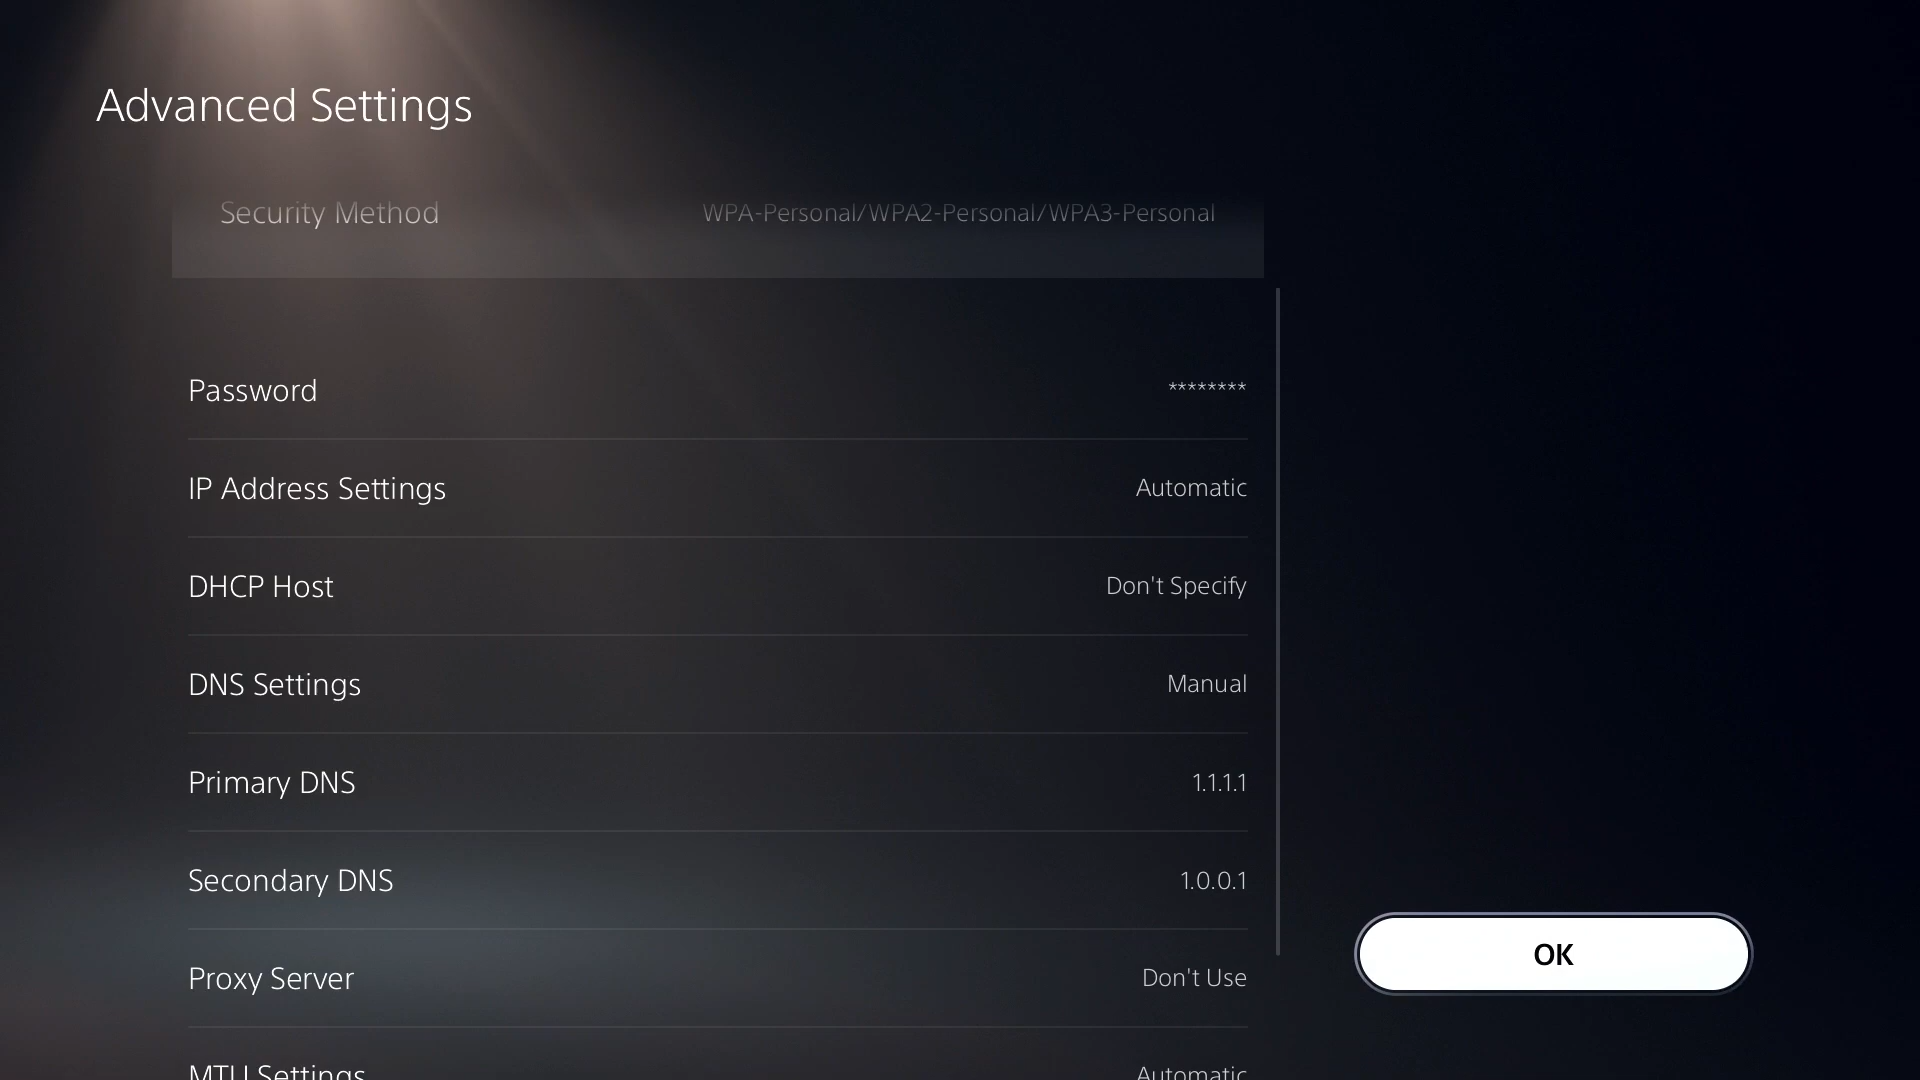 Advanced Settings
Security Method WPA-Personal/WPA2-Personal/WPA3-Personal
Password ********
IP Address Settings Automatic
DHCP Host Don't Specify
DNS Settings Manual
Primary DNS 1.1.1.1
Secondary DNS 1.0.0.1
OK
Proxy Server Don't Use
MTU Settings Automatic